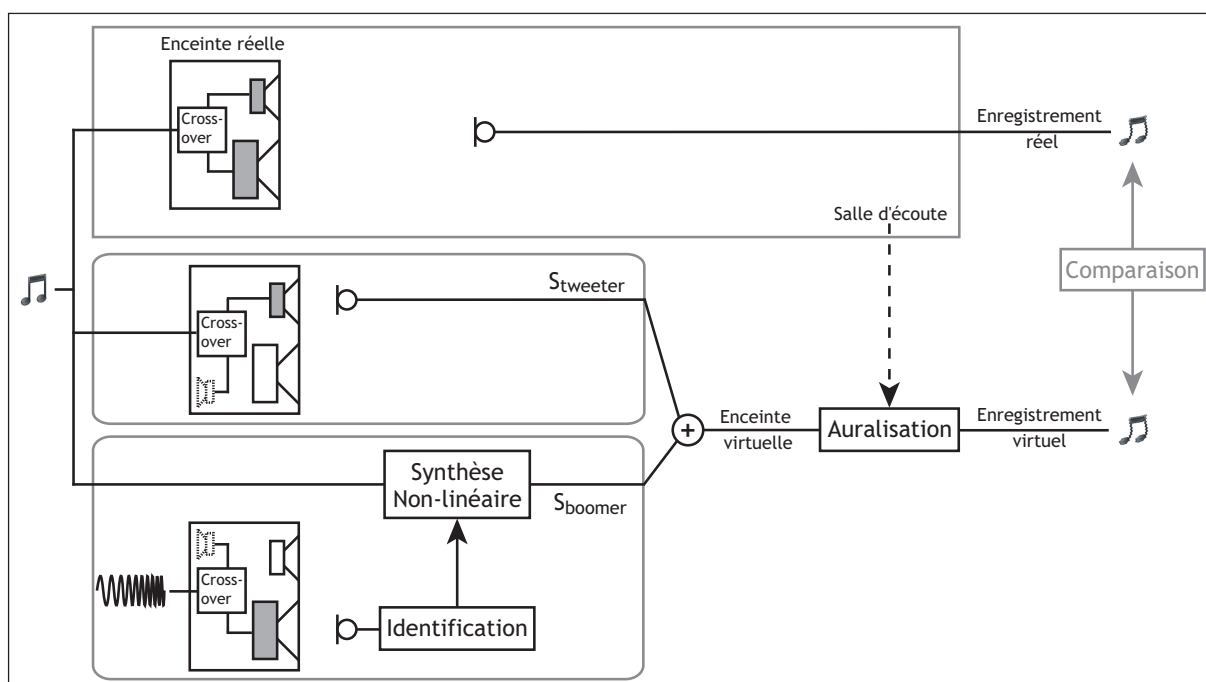 Enceinte réelle
Cross-
over
Enregistrement
réel
Salle d'écoute
Comparaison
Cross-
over
Stweeter
Enceinte
virtuelle
Auralisation
Enregistrement
virtuel
Synthèse
Non-linéaire
Sboomer
Cross-
over
Identification
+